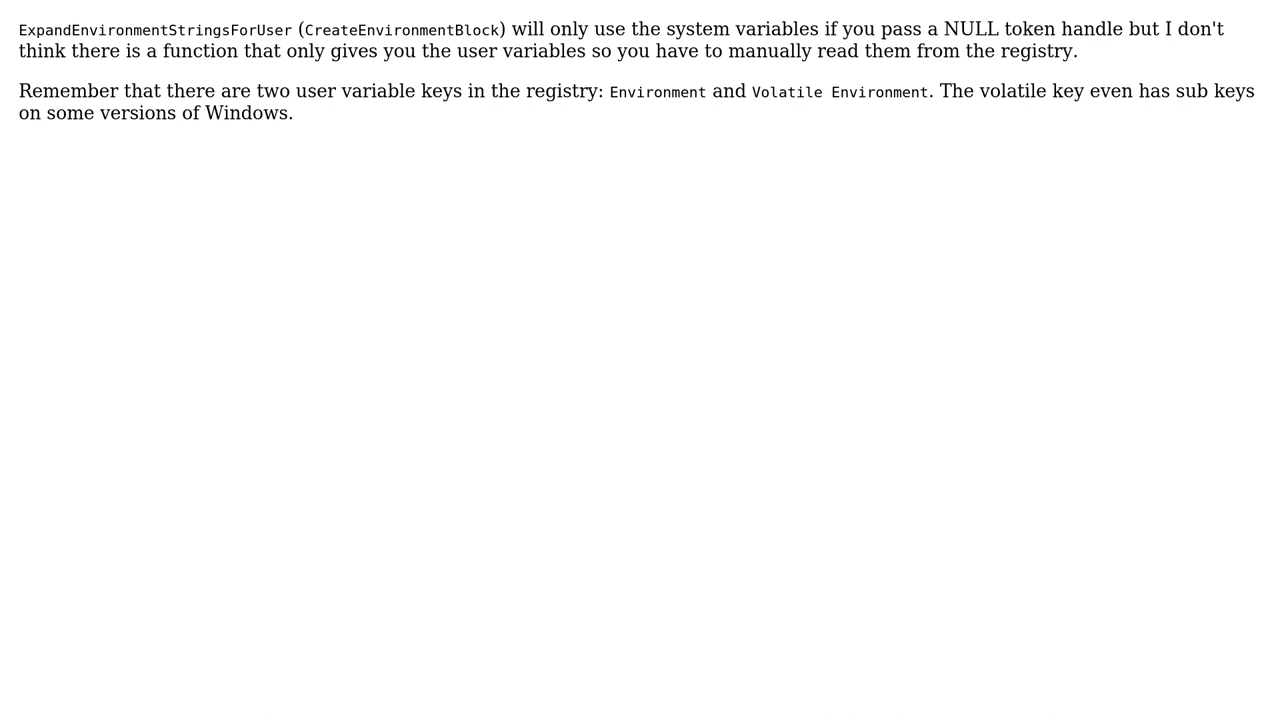 ExpandEnvironmentStringsForUser (CreateEnvironmentBlock) will only use the system variables if you pass a NULL token handle but I don't
think there is a function that only gives you the user variables so you have to manually read them from the registry.
Remember that there are two user variable keys in the registry: Environment and Volatile Environment. The volatile key even has sub keys
on some versions of Windows.